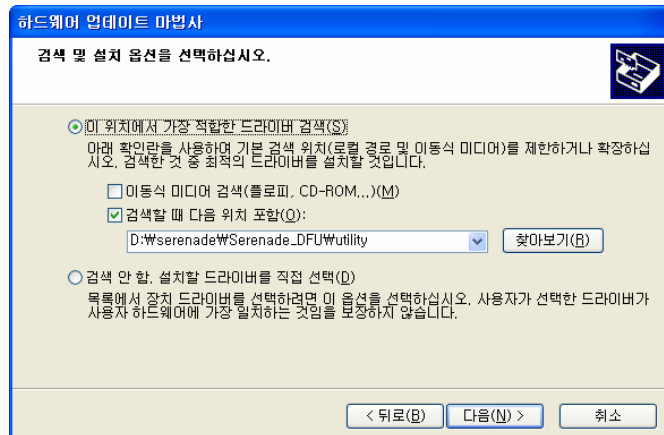 하드웨어 업데이트 마법사
검색 및 설치 옵션을 선택하십시오.
이 위치에서 가장 적합한 드라이버 검색(S)
아래 확인란을 사용하여 기본 검색 위치(로컬 경로 및 이동식 미디어)를 제한하거나 확장하십
시오. 검색한 것 중 최적의 드라이버를 설치할 것입니다.
이동식 미디어 검색(플로피, CD-ROM...)(M)
검색할 때 다음 위치 포함(O):
D:₩serenade₩Serenade_DFU₩utility
찾아보기(R)
검색 안 함. 설치할 드라이버를 직접 선택(D)
목록에서 장치 드라이버를 선택하려면 이 옵션을 선택하십시오. 사용자가 선택한 드라이버가
사용자 하드웨어에 가장 일치하는 것임을 보장하지 않습니다.
< 뒤로(B) 다음(N) > 취소